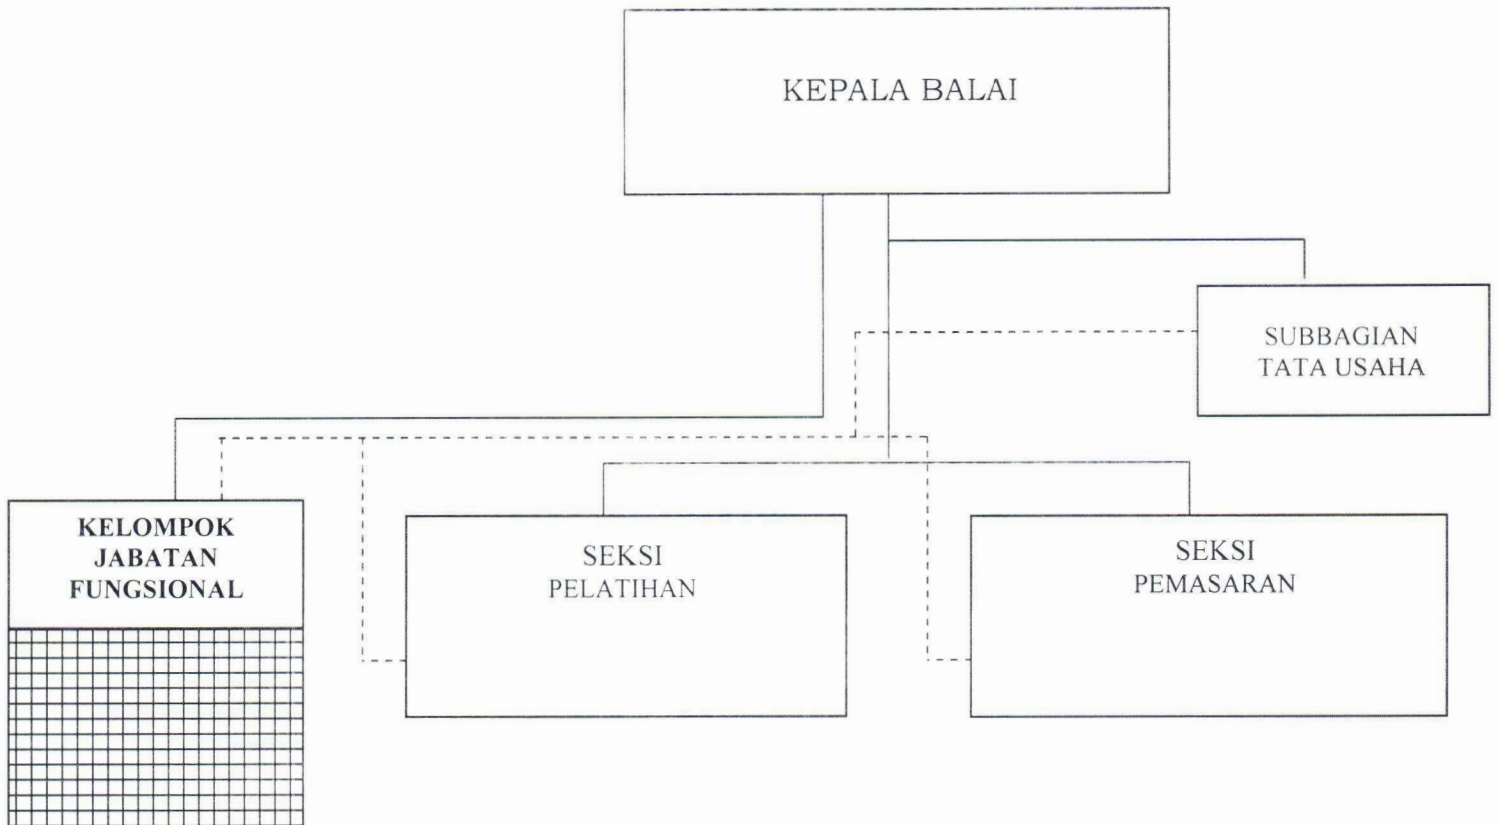 KEPALA BALAI
SUBBAGIAN
TATA USAHA
KELOMPOK
JABATAN
FUNGSIONAL
SEKSI
PELATIHAN
SEKSI
PEMASARAN